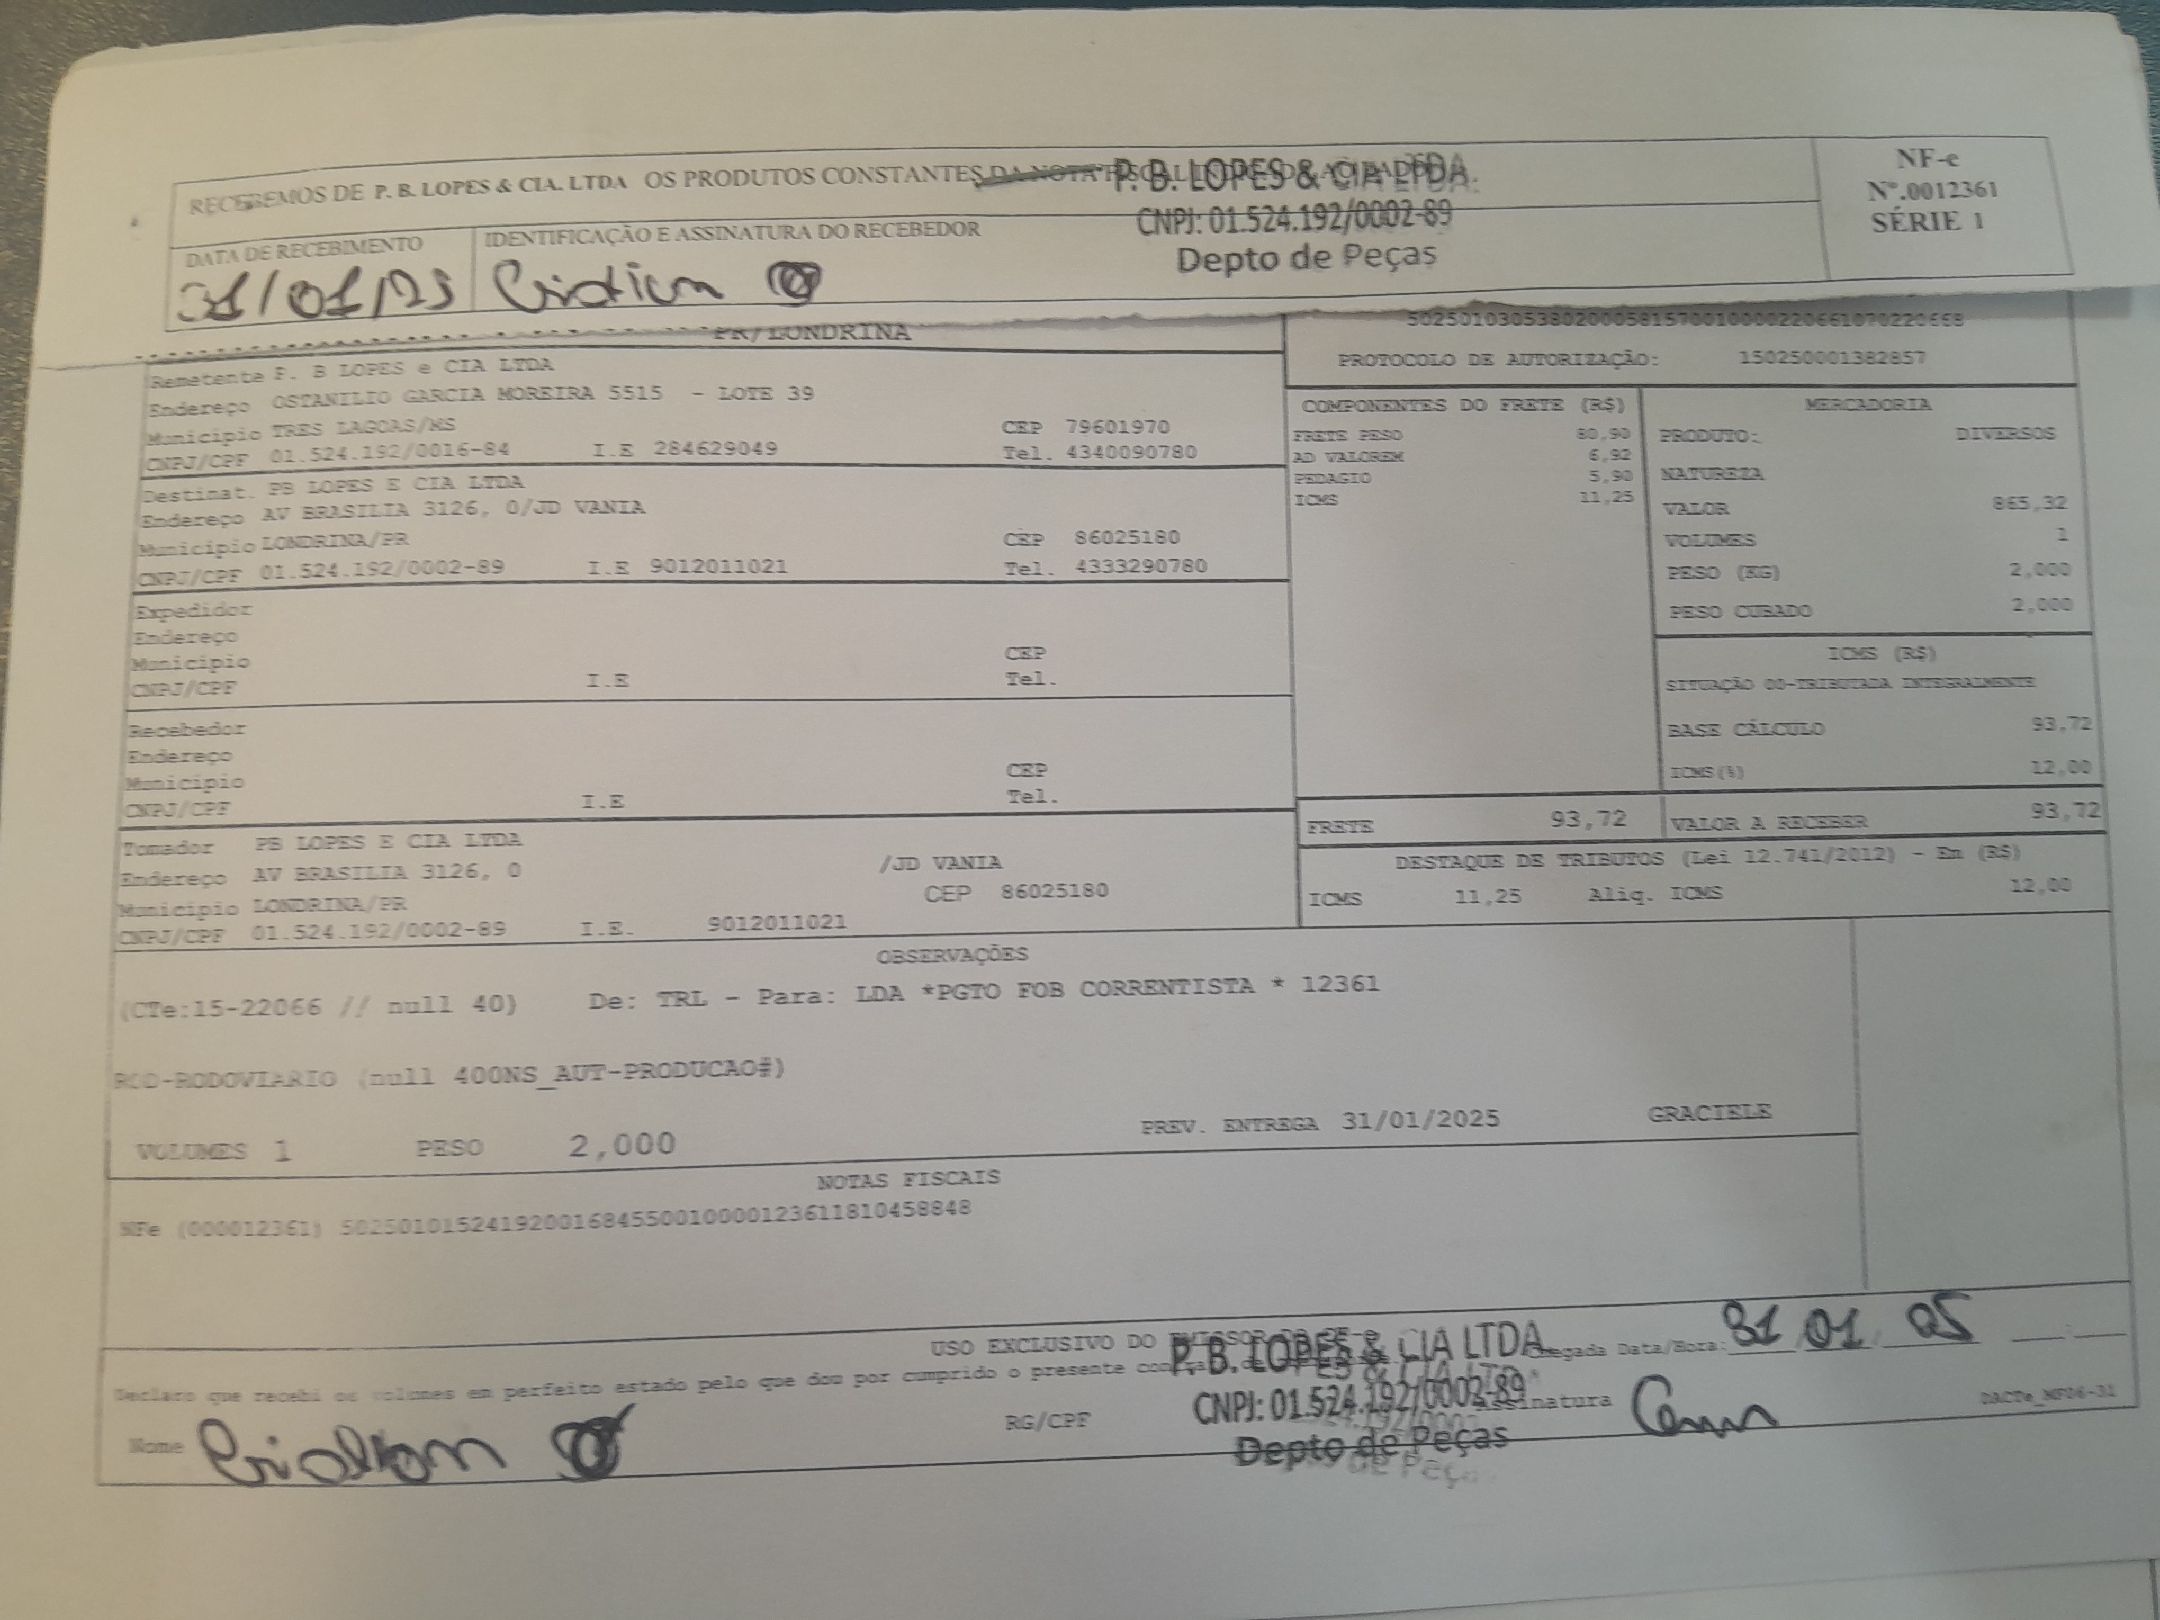 RECEBEMOS DE P. B. LOPES & CIA. LTDA OS PRODUTOS CONSTANTES DA NOTA
P. B. LOPES & CIA LTDA.
CNPJ: 01.524.192/0002-89
Depto de Peças
NF-e
Nº.0012361
SÉRIE 1
DATA DE RECEBIMENTO
31/01/25
IDENTIFICAÇÃO E ASSINATURA DO RECEBEDOR
PR/LONDRINA
50250103053802000581570010000220661070220668
PROTOCOLO DE AUTORIZAÇÃO: 150250001382857
Remetente P. B LOPES e CIA LTDA
Endereço OSTANILIO GARCIA MOREIRA 5515 - LOTE 39
Município TRES LAGOAS/MS CEP 79601970
CNPJ/CPF 01.524.192/0016-84 I.E 284629049 Tel. 4340090780
Destinat. PB LOPES E CIA LTDA
Endereço AV BRASILIA 3126, 0/JD VANIA
Município LONDRINA/PR CEP 86025180
CNPJ/CPF 01.524.192/0002-89 I.E 9012011021 Tel. 4333290780
Expedidor
Endereço
Município CEP
CNPJ/CPF I.E Tel.
Recebedor
Endereço
Município CEP
CNPJ/CPF I.E Tel.
Tomador PB LOPES E CIA LTDA
Endereço AV BRASILIA 3126, 0 /JD VANIA
Município LONDRINA/PR CEP 86025180
CNPJ/CPF 01.524.192/0002-89 I.E. 9012011021
COMPONENTES DO FRETE (R$)
FRETE PESO 80,90
AD VALOREM 6,92
PEDAGIO 5,90
ICMS 11,25
MERCADORIA
PRODUTO: DIVERSOS
NATUREZA
VALOR 865,32
VOLUMES 1
PESO (KG) 2,000
PESO CUBADO 2,000
ICMS (R$)
SITUAÇÃO 00-TRIBUTADA INTEGRALMENTE
BASE CÁLCULO 93,72
ICMS(%) 12,00
FRETE 93,72 VALOR A RECEBER 93,72
DESTAQUE DE TRIBUTOS (Lei 12.741/2012) - Em (R$)
ICMS 11,25 Aliq. ICMS 12,00
OBSERVAÇÕES
(CTe:15-22066 // null 40) De: TRL - Para: LDA *PGTO FOB CORRENTISTA * 12361
ROD-RODOVIARIO (null 400NS_AUT-PRODUCAO#)
VOLUMES 1 PESO 2,000 PREV. ENTREGA 31/01/2025 GRACIELE
NOTAS FISCAIS
NFe (000012361) 50250101524192001684550010000123611810458848
USO EXCLUSIVO DO EMISSOR
Declaro que recebi os volumes em perfeito estado pelo que dou por cumprido o presente
P. B. LOPES & CIA LTDA
CNPJ: 01.524.192/0002-89
Depto de Peças
Chegada Data/Hora: 31 01 25
Nome RG/CPF Assinatura
DACTe_MP06-31